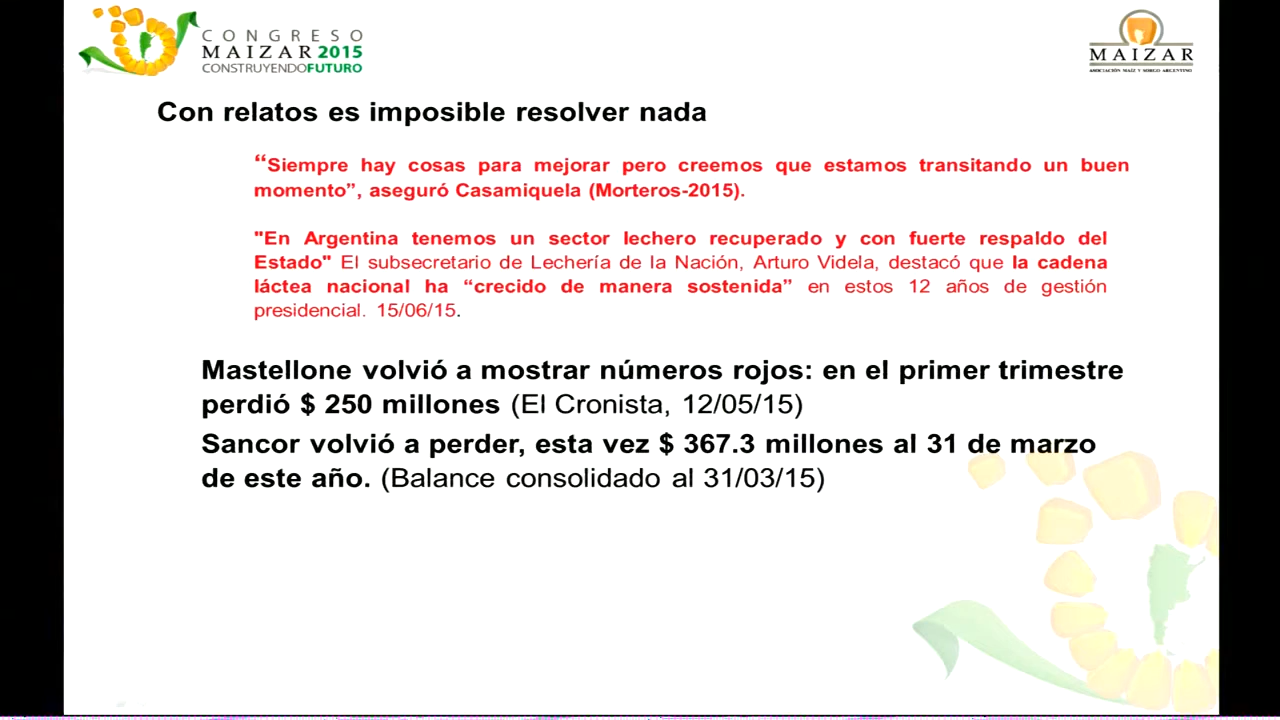 CONGRESO
MAIZAR 2015
CONSTRUYENDOFUTURO
MAIZAR
ASOCIACIÓN MAÍZ Y SORGO ARGENTINO
Con relatos es imposible resolver nada
“Siempre hay cosas para mejorar pero creemos que estamos transitando un buen
momento”, aseguró Casamiquela (Morteros-2015).
"En Argentina tenemos un sector lechero recuperado y con fuerte respaldo del
Estado" El subsecretario de Lechería de la Nación, Arturo Videla, destacó que la cadena
láctea nacional ha “crecido de manera sostenida” en estos 12 años de gestión
presidencial. 15/06/15.
Mastellone volvió a mostrar números rojos: en el primer trimestre
perdió $ 250 millones (El Cronista, 12/05/15)
Sancor volvió a perder, esta vez $ 367.3 millones al 31 de marzo
de este año. (Balance consolidado al 31/03/15)